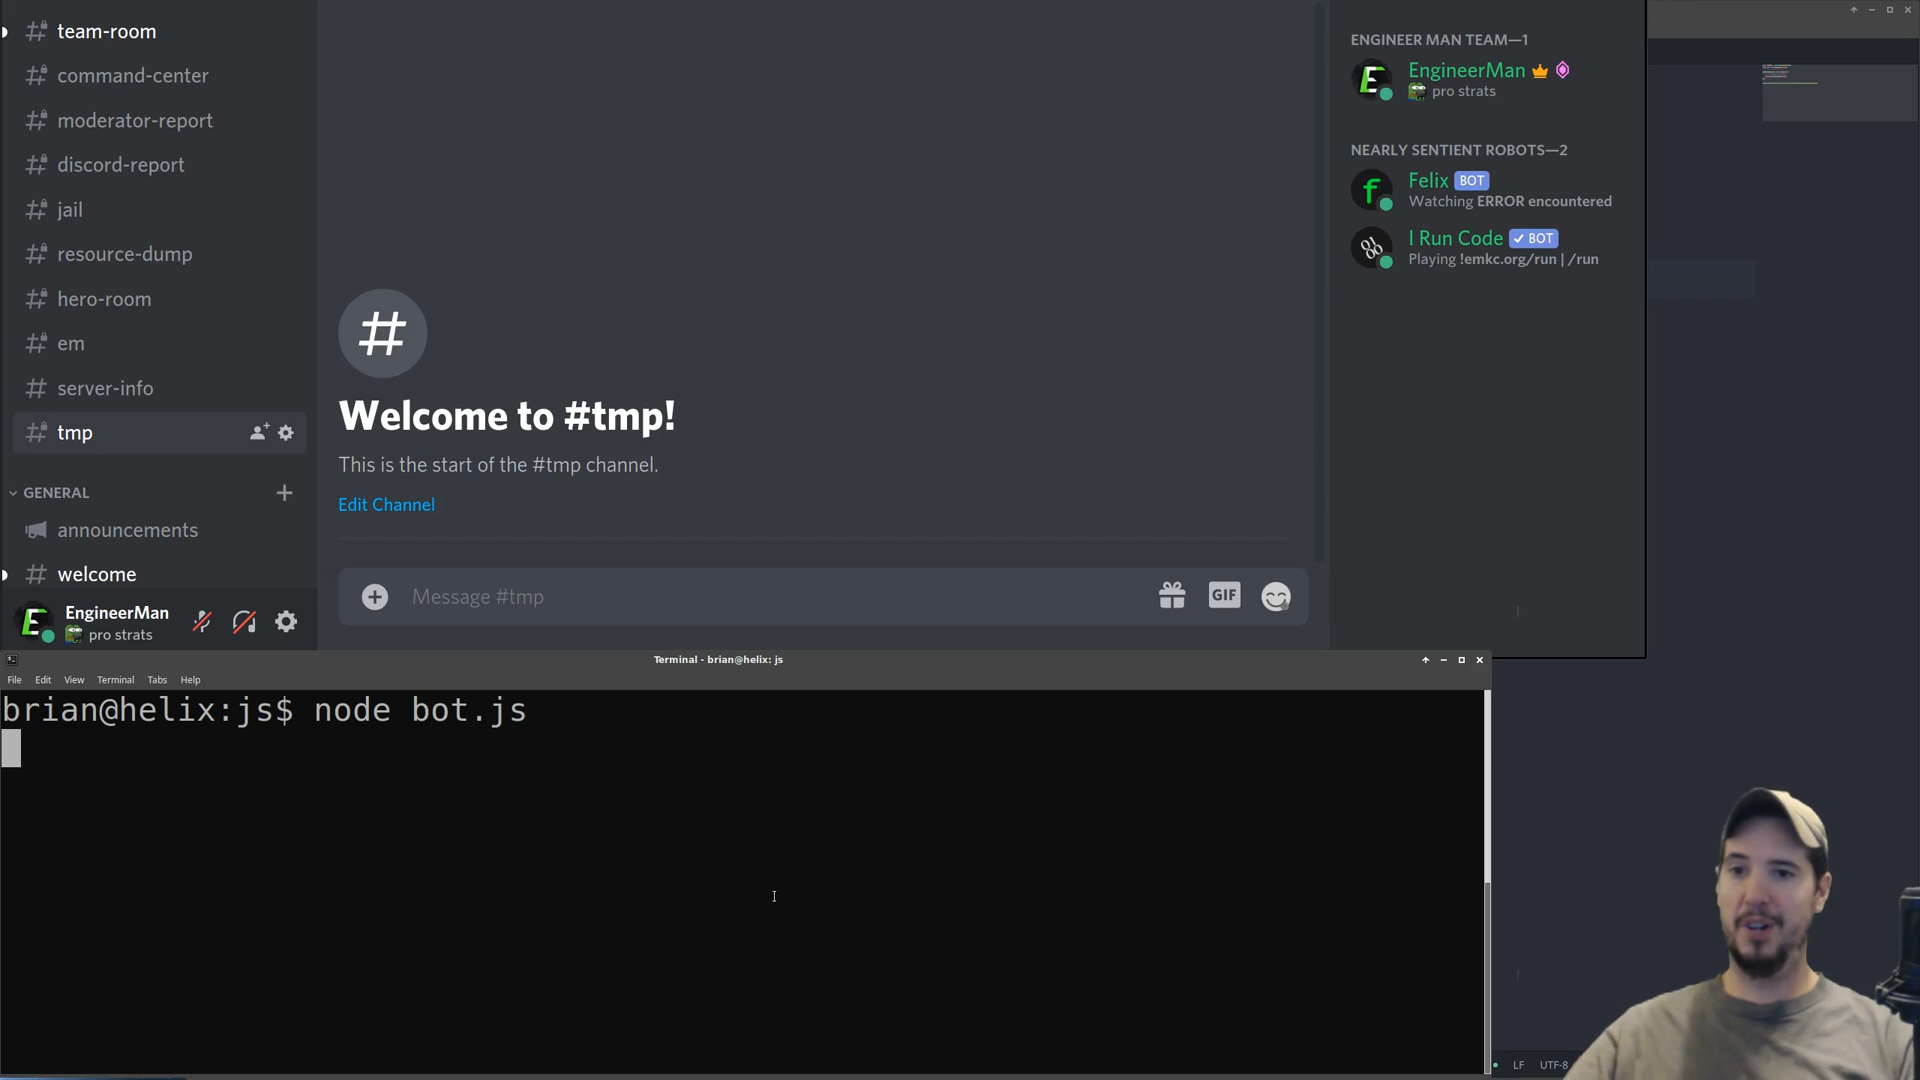 team-room
command-center
moderator-report
discord-report
jail
resource-dump
hero-room
em
server-info
tmp
GENERAL
announcements
welcome
EngineerMan
pro strats
Welcome to #tmp!
This is the start of the #tmp channel.
Edit Channel
Message #tmp
GIF
ENGINEER MAN TEAM—1
EngineerMan
pro strats
NEARLY SENTIENT ROBOTS—2
Felix BOT
Watching ERROR encountered
I Run Code BOT
Playing !emkc.org/run | /run
Terminal - brian@helix: js
File Edit View Terminal Tabs Help
brian@helix:js$ node bot.js
LF UTF-8